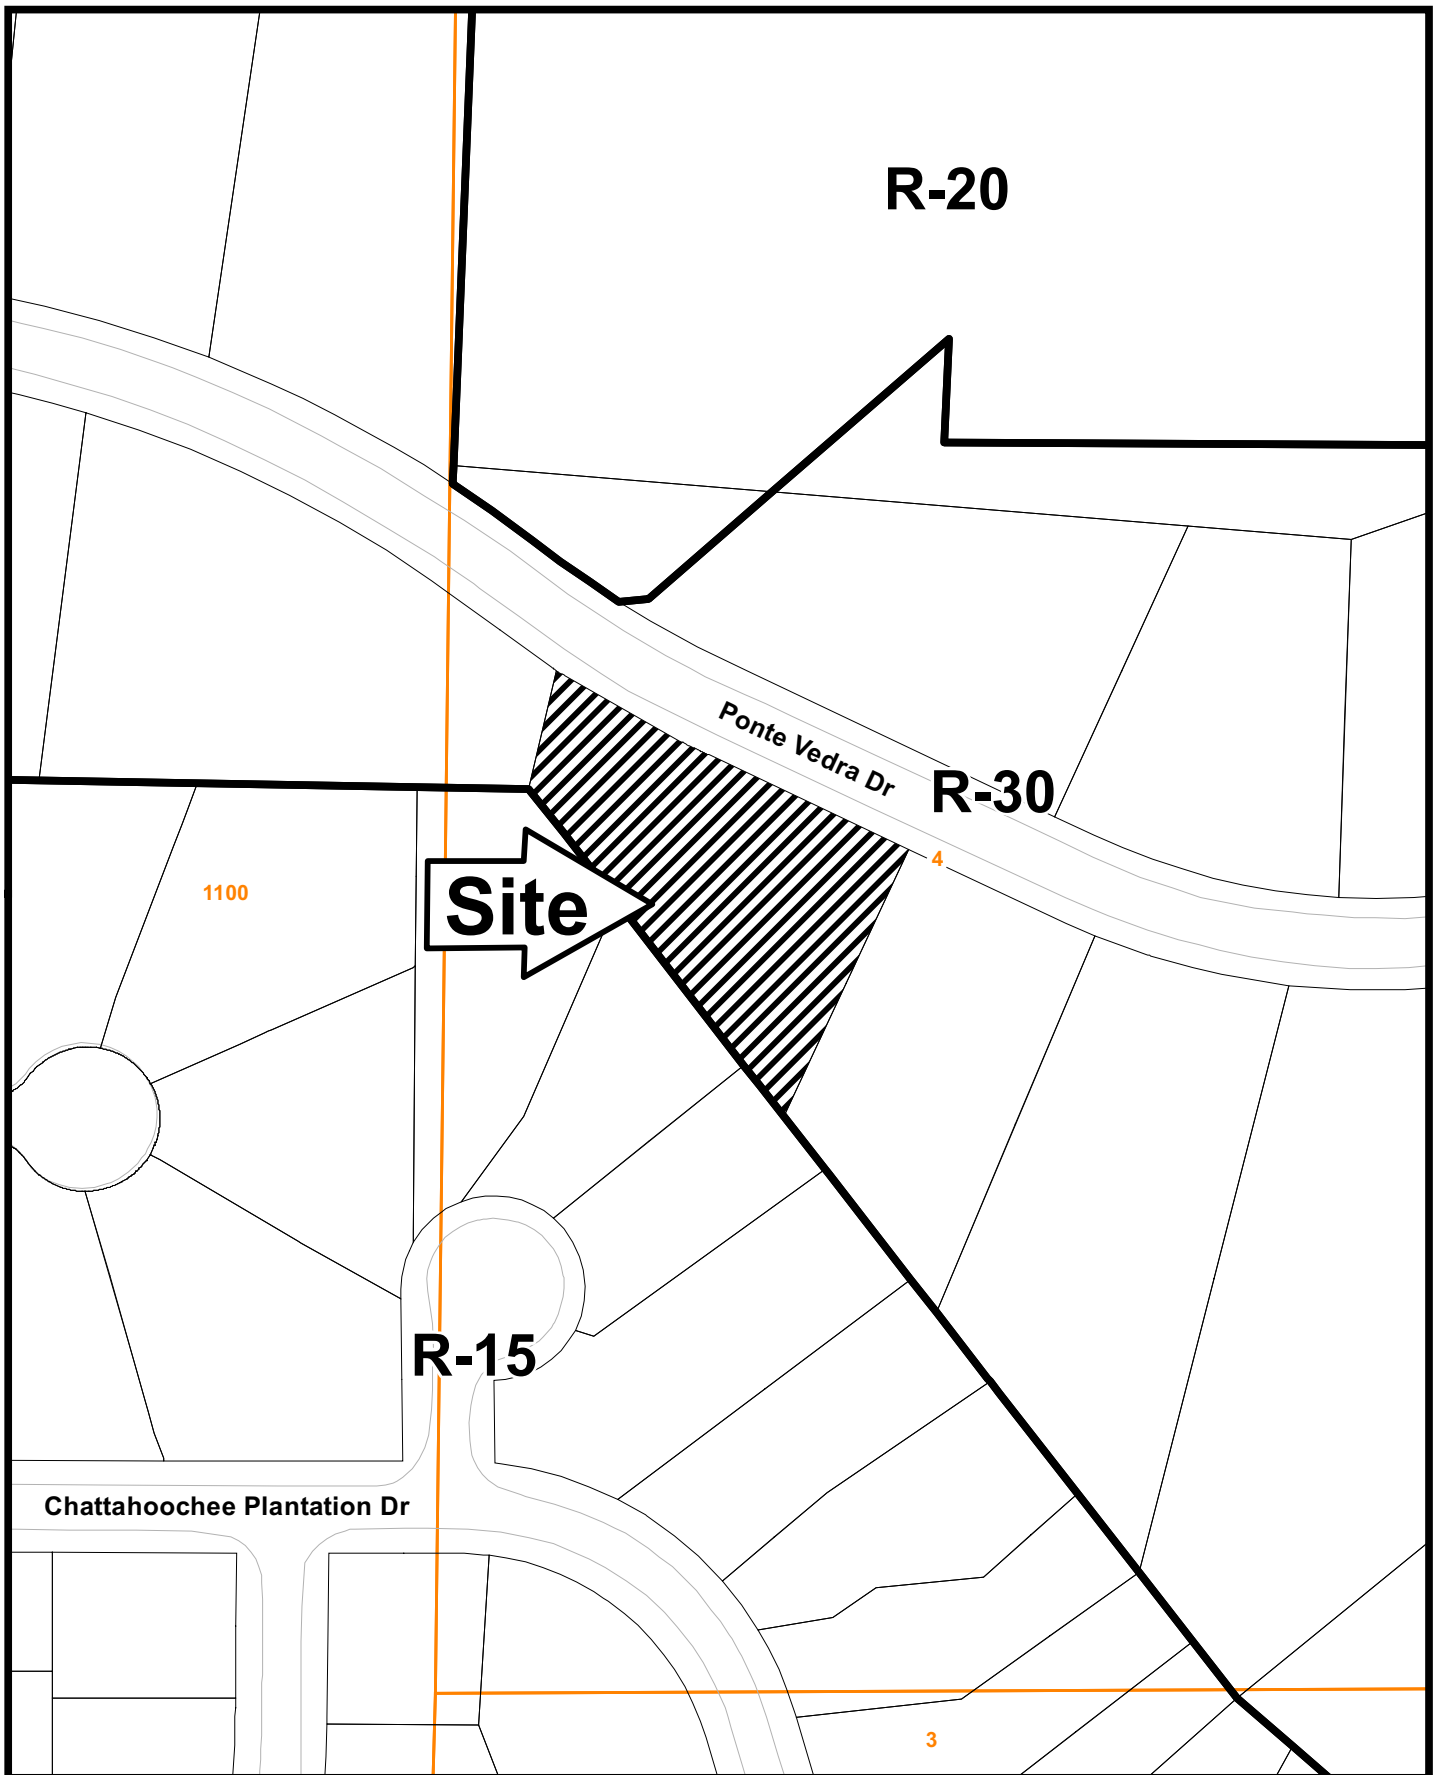 R-20
Ponte Vedra Dr
R-30
4
1100
Site
R-15
Chattahoochee Plantation Dr
3